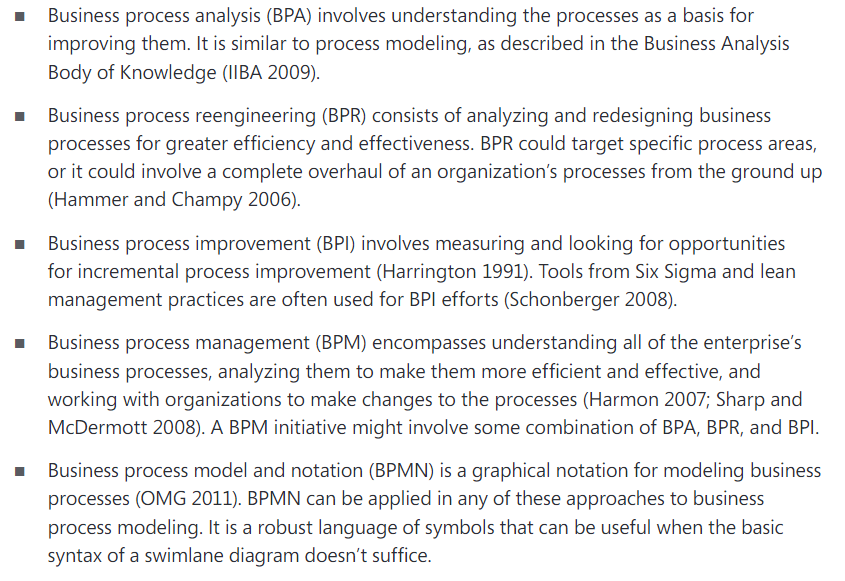 ■ Business process analysis (BPA) involves understanding the processes as a basis for
improving them. It is similar to process modeling, as described in the Business Analysis
Body of Knowledge (IIBA 2009).
■ Business process reengineering (BPR) consists of analyzing and redesigning business
processes for greater efficiency and effectiveness. BPR could target specific process areas,
or it could involve a complete overhaul of an organization’s processes from the ground up
(Hammer and Champy 2006).
■ Business process improvement (BPI) involves measuring and looking for opportunities
for incremental process improvement (Harrington 1991). Tools from Six Sigma and lean
management practices are often used for BPI efforts (Schonberger 2008).
■ Business process management (BPM) encompasses understanding all of the enterprise’s
business processes, analyzing them to make them more efficient and effective, and
working with organizations to make changes to the processes (Harmon 2007; Sharp and
McDermott 2008). A BPM initiative might involve some combination of BPA, BPR, and BPI.
■ Business process model and notation (BPMN) is a graphical notation for modeling business
processes (OMG 2011). BPMN can be applied in any of these approaches to business
process modeling. It is a robust language of symbols that can be useful when the basic
syntax of a swimlane diagram doesn’t suffice.